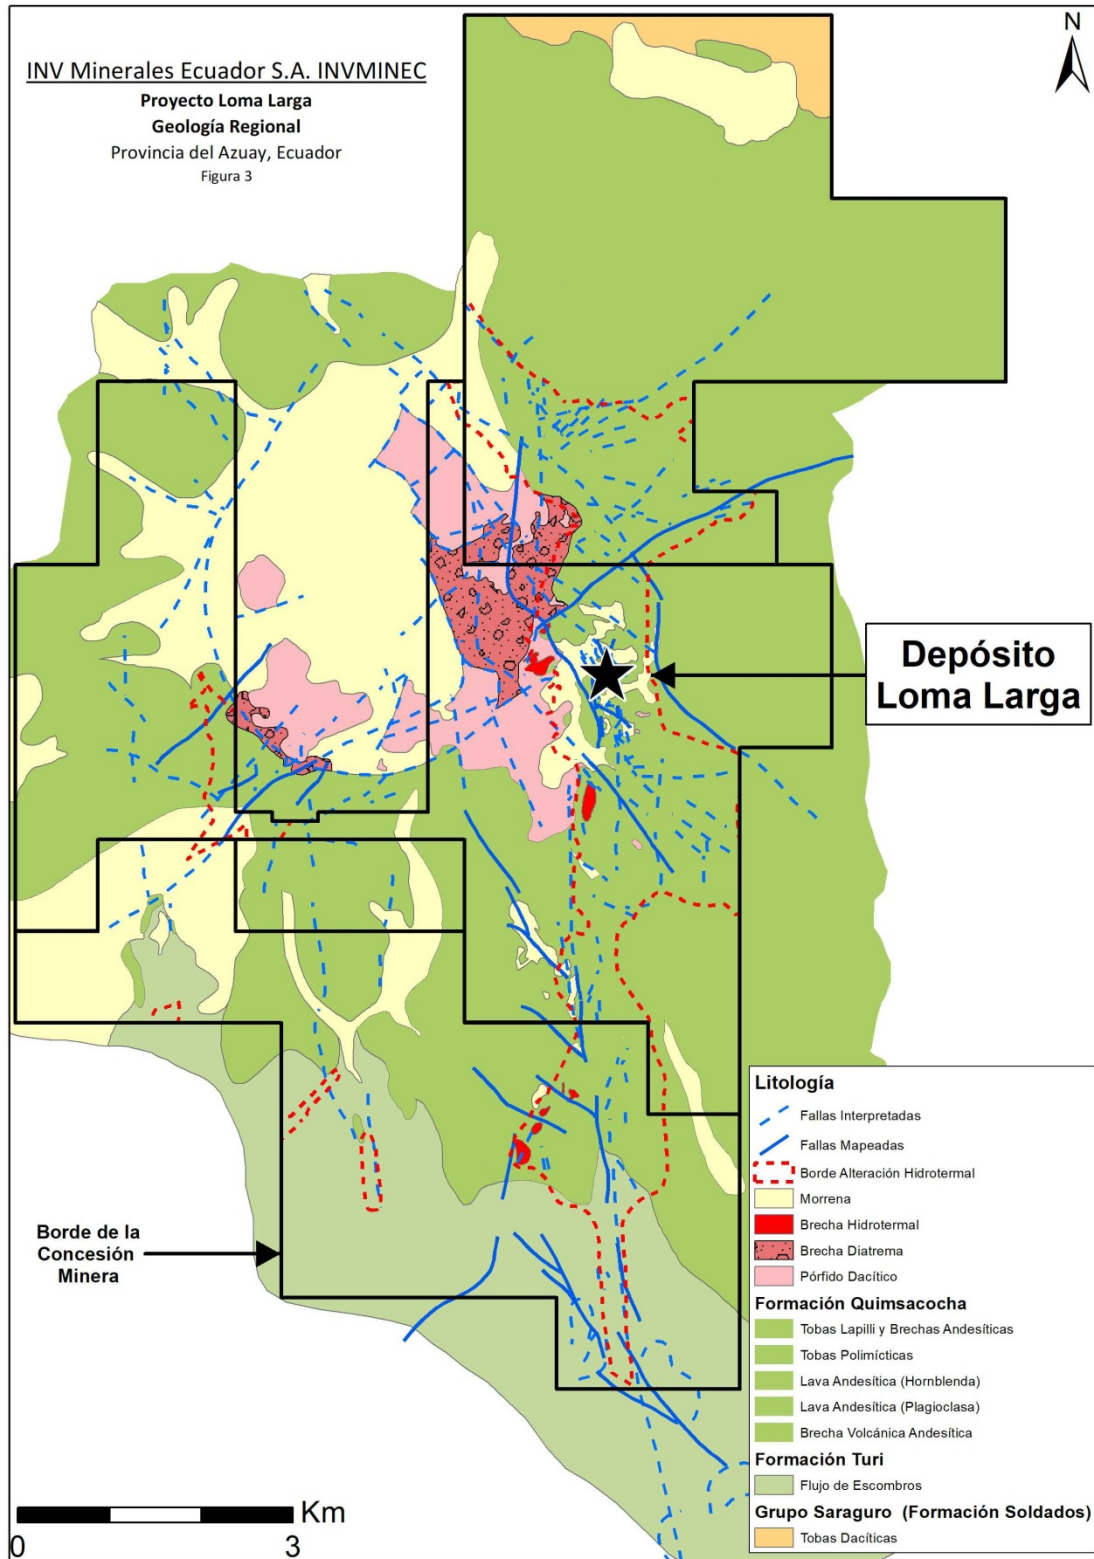 N
INV Minerales Ecuador S.A. INVMINEC
Proyecto Loma Larga
Geología Regional
Provincia del Azuay, Ecuador
Figura 3
Depósito
Loma Larga
Borde de la
Concesión
Minera
Litología
Fallas Interpretadas
Fallas Mapeadas
Borde Alteración Hidrotermal
Morrena
Brecha Hidrotermal
Brecha Diatrema
Pórfido Dacítico
Formación Quimsacocha
Tobas Lapilli y Brechas Andesíticas
Tobas Polimícticas
Lava Andesítica (Hornblenda)
Lava Andesítica (Plagioclasa)
Brecha Volcánica Andesítica
Formación Turi
Flujo de Escombros
Grupo Saraguro (Formación Soldados)
Tobas Dacíticas
Km
0 3